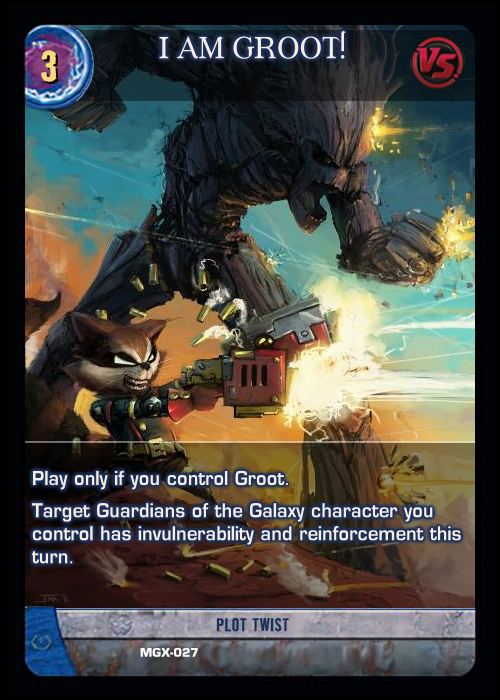 I AM GROOT!
3
VS.
Play only if you control Groot.
Target Guardians of the Galaxy character you
control has invulnerability and reinforcement this
turn.
PLOT TWIST
MGX-027